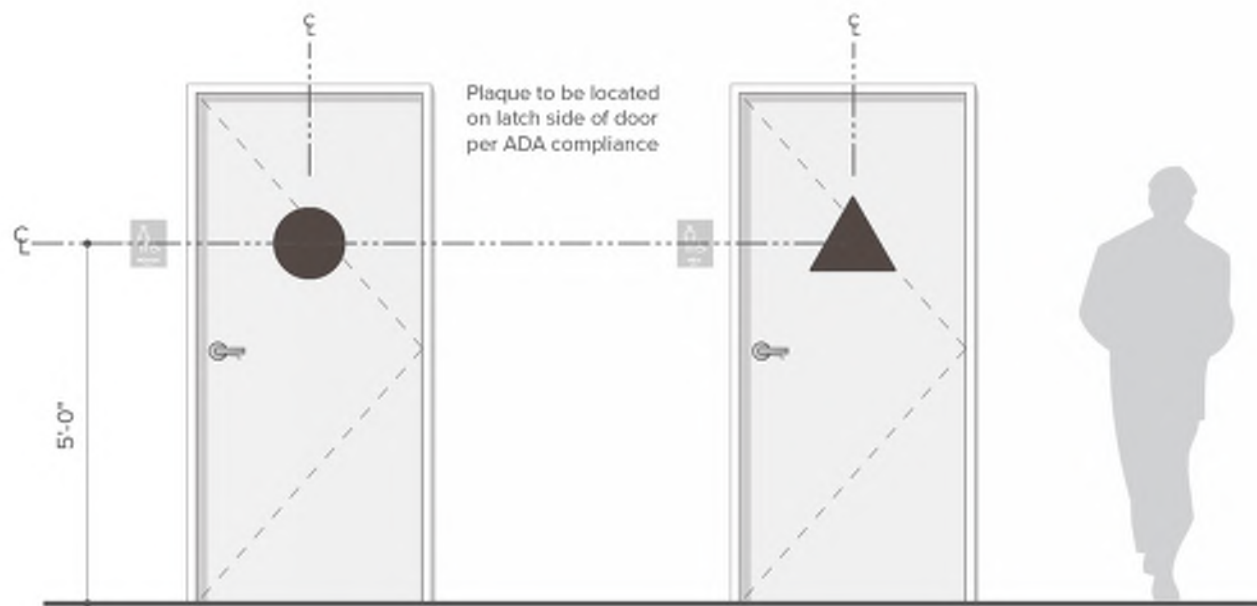 ℄
℄
Plaque to be located
on latch side of door
per ADA compliance
℄
5'-0"